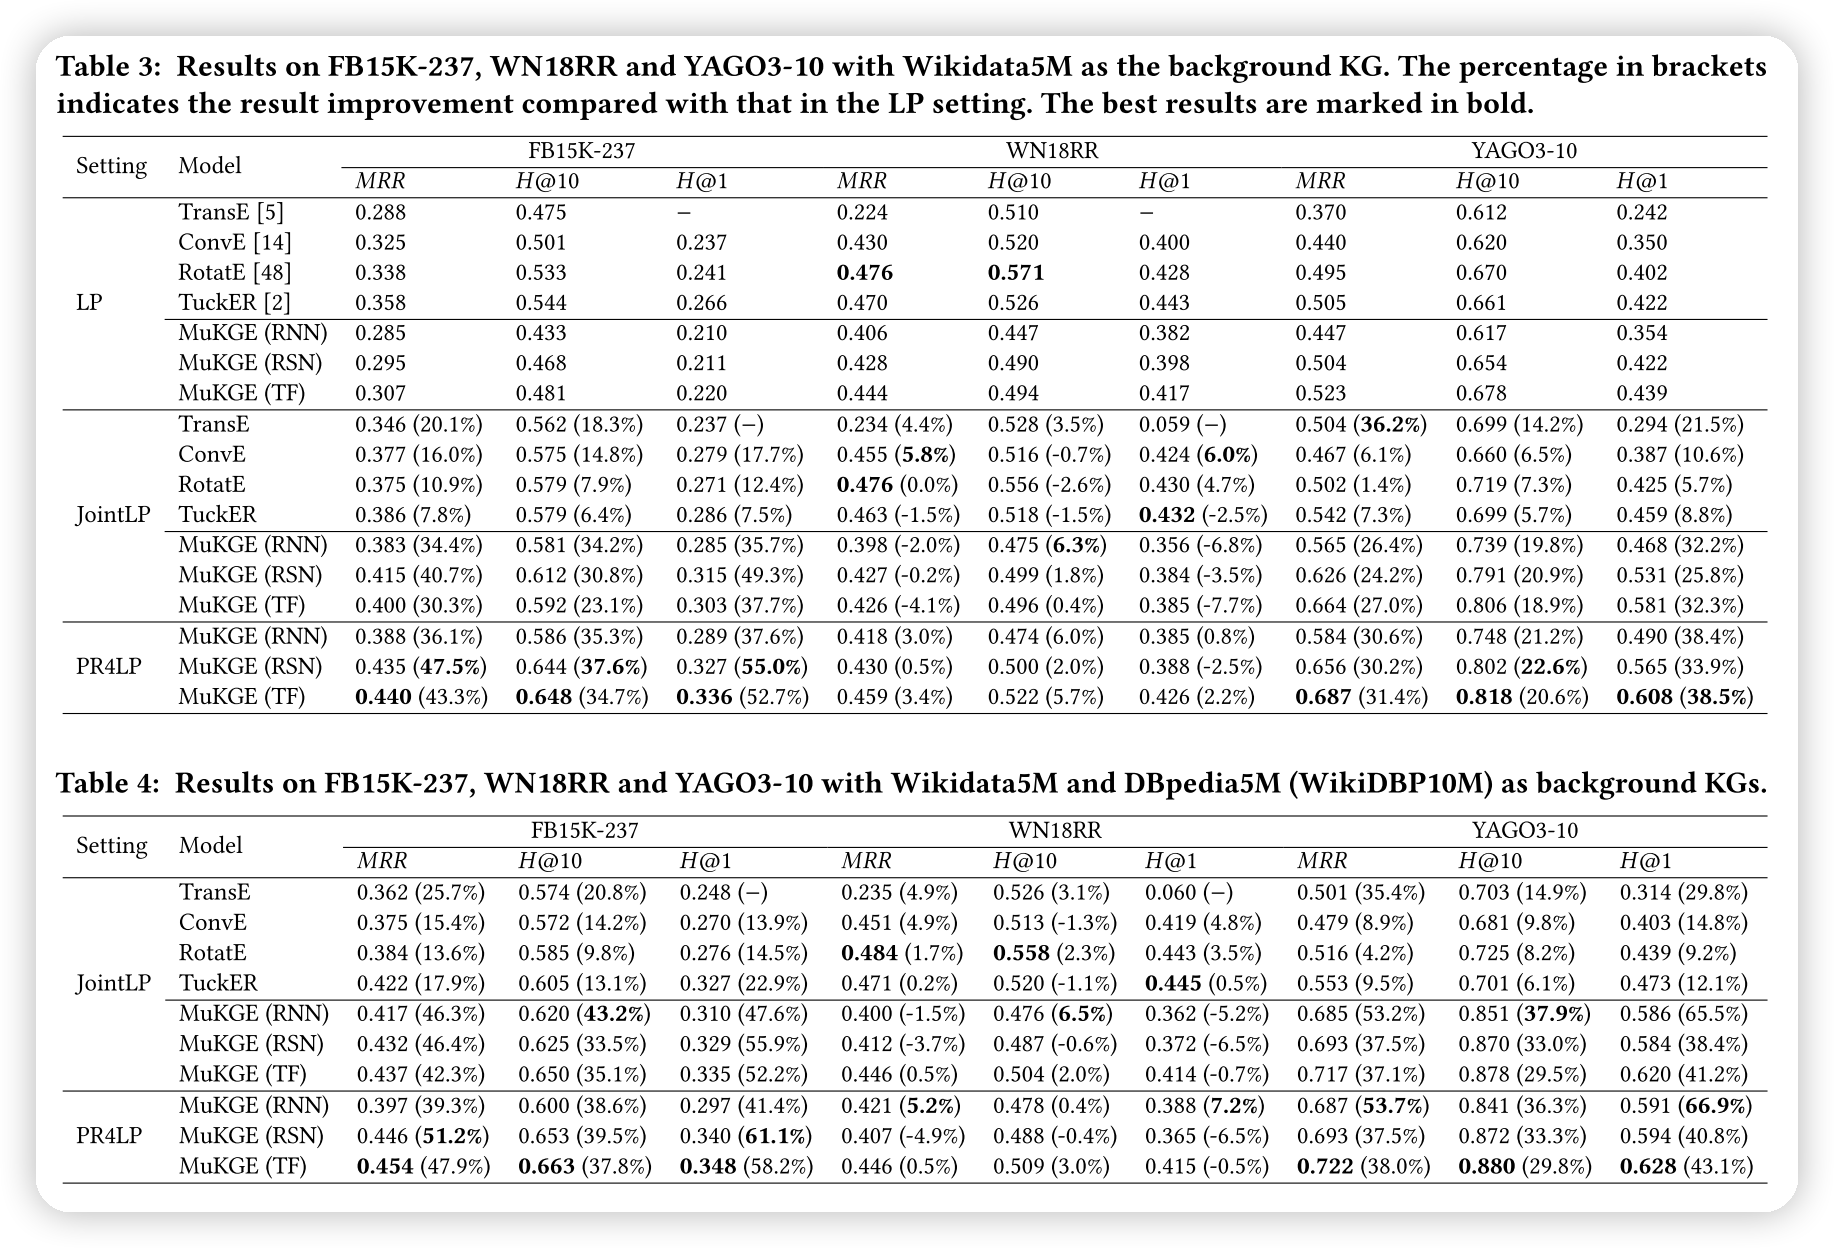 Table 3: Results on FB15K-237, WN18RR and YAGO3-10 with Wikidata5M as the background KG. The percentage in brackets
indicates the result improvement compared with that in the LP setting. The best results are marked in bold.
Setting Model FB15K-237 WN18RR YAGO3-10
MRR H@10 H@1 MRR H@10 H@1 MRR H@10 H@1
LP
TransE [5] 0.288 0.475 − 0.224 0.510 − 0.370 0.612 0.242
ConvE [14] 0.325 0.501 0.237 0.430 0.520 0.400 0.440 0.620 0.350
RotatE [48] 0.338 0.533 0.241 0.476 0.571 0.428 0.495 0.670 0.402
TuckER [2] 0.358 0.544 0.266 0.470 0.526 0.443 0.505 0.661 0.422
MuKGE (RNN) 0.285 0.433 0.210 0.406 0.447 0.382 0.447 0.617 0.354
MuKGE (RSN) 0.295 0.468 0.211 0.428 0.490 0.398 0.504 0.654 0.422
MuKGE (TF) 0.307 0.481 0.220 0.444 0.494 0.417 0.523 0.678 0.439
JointLP
TransE 0.346 (20.1%) 0.562 (18.3%) 0.237 (−) 0.234 (4.4%) 0.528 (3.5%) 0.059 (−) 0.504 (36.2%) 0.699 (14.2%) 0.294 (21.5%)
ConvE 0.377 (16.0%) 0.575 (14.8%) 0.279 (17.7%) 0.455 (5.8%) 0.516 (-0.7%) 0.424 (6.0%) 0.467 (6.1%) 0.660 (6.5%) 0.387 (10.6%)
RotatE 0.375 (10.9%) 0.579 (7.9%) 0.271 (12.4%) 0.476 (0.0%) 0.556 (-2.6%) 0.430 (4.7%) 0.502 (1.4%) 0.719 (7.3%) 0.425 (5.7%)
TuckER 0.386 (7.8%) 0.579 (6.4%) 0.286 (7.5%) 0.463 (-1.5%) 0.518 (-1.5%) 0.432 (-2.5%) 0.542 (7.3%) 0.699 (5.7%) 0.459 (8.8%)
MuKGE (RNN) 0.383 (34.4%) 0.581 (34.2%) 0.285 (35.7%) 0.398 (-2.0%) 0.475 (6.3%) 0.356 (-6.8%) 0.565 (26.4%) 0.739 (19.8%) 0.468 (32.2%)
MuKGE (RSN) 0.415 (40.7%) 0.612 (30.8%) 0.315 (49.3%) 0.427 (-0.2%) 0.499 (1.8%) 0.384 (-3.5%) 0.626 (24.2%) 0.791 (20.9%) 0.531 (25.8%)
MuKGE (TF) 0.400 (30.3%) 0.592 (23.1%) 0.303 (37.7%) 0.426 (-4.1%) 0.496 (0.4%) 0.385 (-7.7%) 0.664 (27.0%) 0.806 (18.9%) 0.581 (32.3%)
PR4LP
MuKGE (RNN) 0.388 (36.1%) 0.586 (35.3%) 0.289 (37.6%) 0.418 (3.0%) 0.474 (6.0%) 0.385 (0.8%) 0.584 (30.6%) 0.748 (21.2%) 0.490 (38.4%)
MuKGE (RSN) 0.435 (47.5%) 0.644 (37.6%) 0.327 (55.0%) 0.430 (0.5%) 0.500 (2.0%) 0.388 (-2.5%) 0.656 (30.2%) 0.802 (22.6%) 0.565 (33.9%)
MuKGE (TF) 0.440 (43.3%) 0.648 (34.7%) 0.336 (52.7%) 0.459 (3.4%) 0.522 (5.7%) 0.426 (2.2%) 0.687 (31.4%) 0.818 (20.6%) 0.608 (38.5%)
Table 4: Results on FB15K-237, WN18RR and YAGO3-10 with Wikidata5M and DBpedia5M (WikiDBP10M) as background KGs.
Setting Model FB15K-237 WN18RR YAGO3-10
MRR H@10 H@1 MRR H@10 H@1 MRR H@10 H@1
JointLP
TransE 0.362 (25.7%) 0.574 (20.8%) 0.248 (−) 0.235 (4.9%) 0.526 (3.1%) 0.060 (−) 0.501 (35.4%) 0.703 (14.9%) 0.314 (29.8%)
ConvE 0.375 (15.4%) 0.572 (14.2%) 0.270 (13.9%) 0.451 (4.9%) 0.513 (-1.3%) 0.419 (4.8%) 0.479 (8.9%) 0.681 (9.8%) 0.403 (14.8%)
RotatE 0.384 (13.6%) 0.585 (9.8%) 0.276 (14.5%) 0.484 (1.7%) 0.558 (2.3%) 0.443 (3.5%) 0.516 (4.2%) 0.725 (8.2%) 0.439 (9.2%)
TuckER 0.422 (17.9%) 0.605 (13.1%) 0.327 (22.9%) 0.471 (0.2%) 0.520 (-1.1%) 0.445 (0.5%) 0.553 (9.5%) 0.701 (6.1%) 0.473 (12.1%)
MuKGE (RNN) 0.417 (46.3%) 0.620 (43.2%) 0.310 (47.6%) 0.400 (-1.5%) 0.476 (6.5%) 0.362 (-5.2%) 0.685 (53.2%) 0.851 (37.9%) 0.586 (65.5%)
MuKGE (RSN) 0.432 (46.4%) 0.625 (33.5%) 0.329 (55.9%) 0.412 (-3.7%) 0.487 (-0.6%) 0.372 (-6.5%) 0.693 (37.5%) 0.870 (33.0%) 0.584 (38.4%)
MuKGE (TF) 0.437 (42.3%) 0.650 (35.1%) 0.335 (52.2%) 0.446 (0.5%) 0.504 (2.0%) 0.414 (-0.7%) 0.717 (37.1%) 0.878 (29.5%) 0.620 (41.2%)
PR4LP
MuKGE (RNN) 0.397 (39.3%) 0.600 (38.6%) 0.297 (41.4%) 0.421 (5.2%) 0.478 (0.4%) 0.388 (7.2%) 0.687 (53.7%) 0.841 (36.3%) 0.591 (66.9%)
MuKGE (RSN) 0.446 (51.2%) 0.653 (39.5%) 0.340 (61.1%) 0.407 (-4.9%) 0.488 (-0.4%) 0.365 (-6.5%) 0.693 (37.5%) 0.872 (33.3%) 0.594 (40.8%)
MuKGE (TF) 0.454 (47.9%) 0.663 (37.8%) 0.348 (58.2%) 0.446 (0.5%) 0.509 (3.0%) 0.415 (-0.5%) 0.722 (38.0%) 0.880 (29.8%) 0.628 (43.1%)